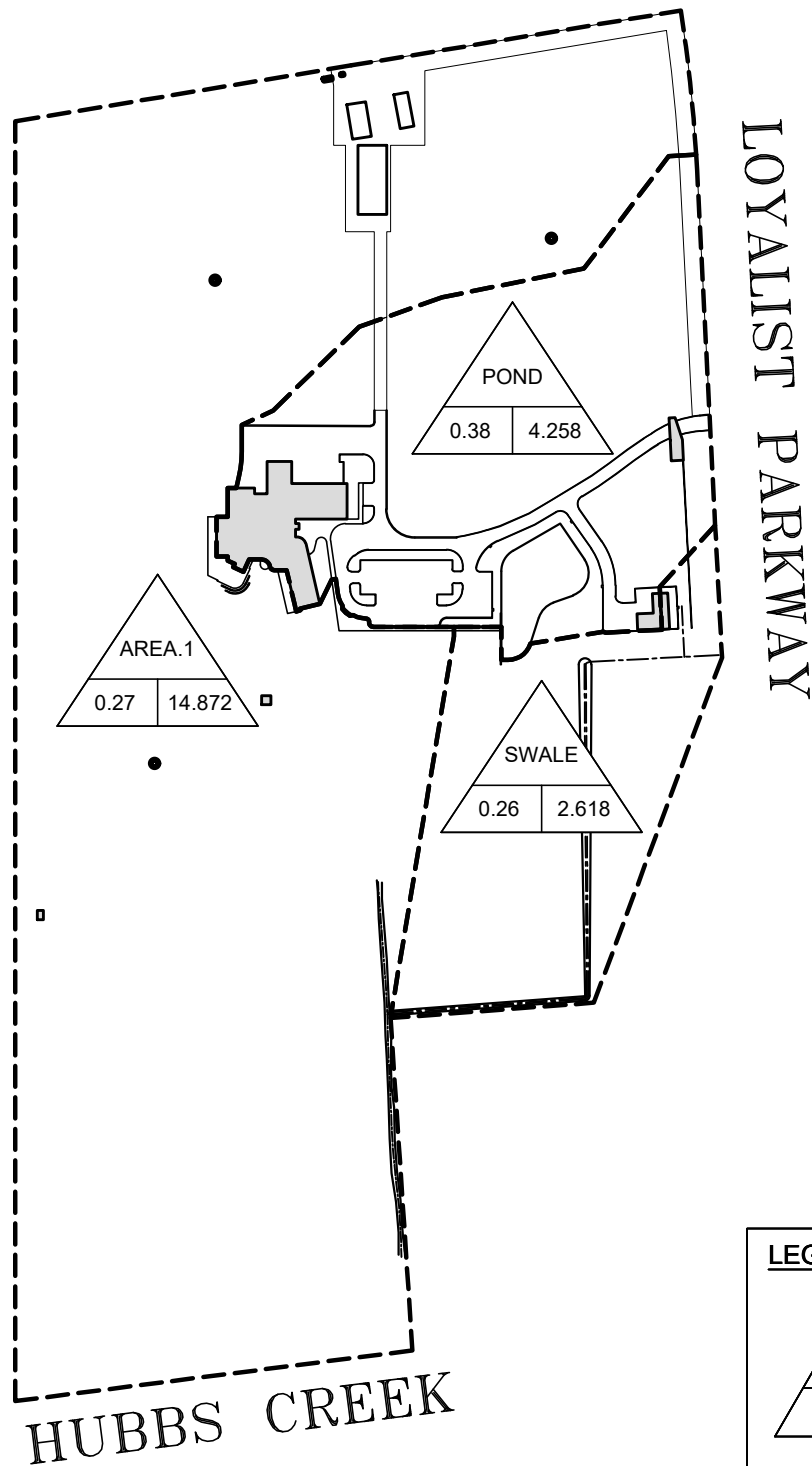 LOYALIST PARKWAY
POND
0.38 4.258
AREA.1
0.27 14.872
SWALE
0.26 2.618
HUBBS CREEK